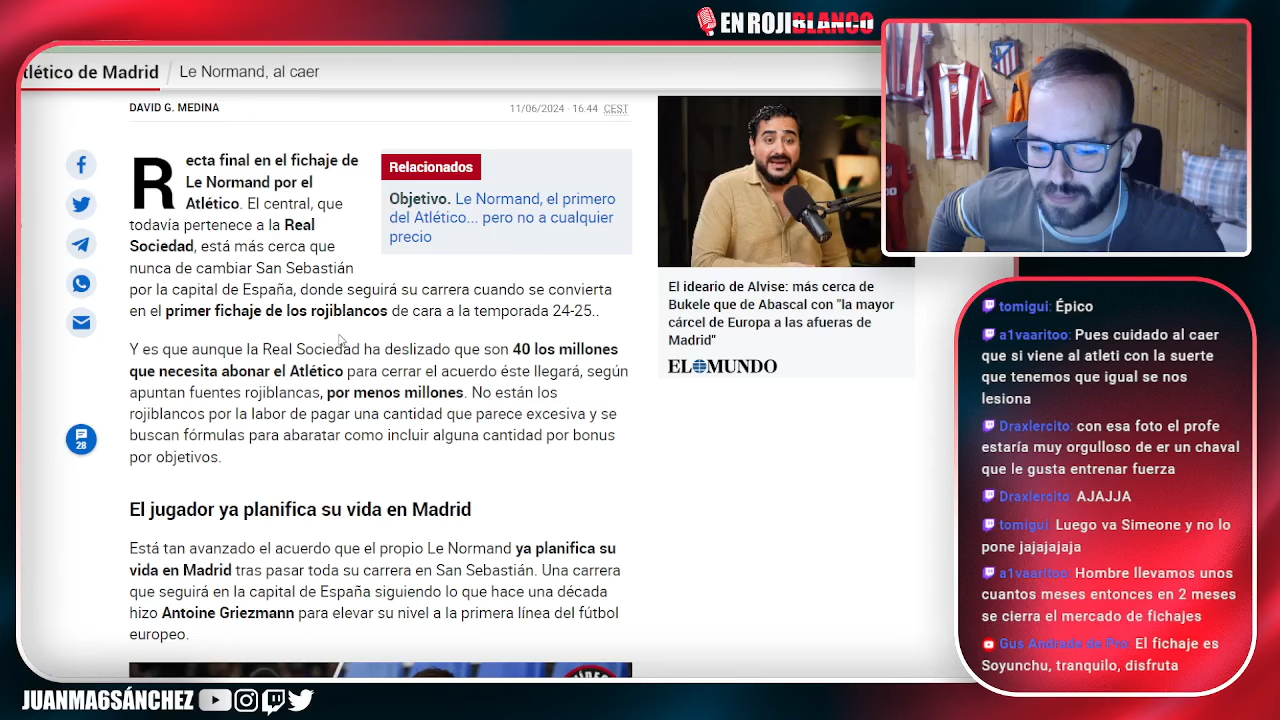 EN ROJIBLANCO
tlético de Madrid
Le Normand, al caer
DAVID G. MEDINA
11/06/2024 · 16:44 CEST
Recta final en el fichaje de
Le Normand por el
Atlético. El central, que
todavía pertenece a la Real
Sociedad, está más cerca que
nunca de cambiar San Sebastián
por la capital de España, donde seguirá su carrera cuando se convierta
en el primer fichaje de los rojiblancos de cara a la temporada 24-25..
Relacionados
Objetivo. Le Normand, el primero
del Atlético... pero no a cualquier
precio
Y es que aunque la Real Sociedad ha deslizado que son 40 los millones
que necesita abonar el Atlético para cerrar el acuerdo éste llegará, según
apuntan fuentes rojiblancas, por menos millones. No están los
rojiblancos por la labor de pagar una cantidad que parece excesiva y se
buscan fórmulas para abaratar como incluir alguna cantidad por bonus
por objetivos.
28
El jugador ya planifica su vida en Madrid
Está tan avanzado el acuerdo que el propio Le Normand ya planifica su
vida en Madrid tras pasar toda su carrera en San Sebastián. Una carrera
que seguirá en la capital de España siguiendo lo que hace una década
hizo Antoine Griezmann para elevar su nivel a la primera línea del fútbol
europeo.
El ideario de Alvise: más cerca de
Bukele que de Abascal con "la mayor
cárcel de Europa a las afueras de
Madrid"
EL MUNDO
tomigui: Épico
a1vaaritoo: Pues cuidado al caer
que si viene al atleti con la suerte
que tenemos que igual se nos
lesiona
Draxlercito: con esa foto el profe
estaría muy orgulloso de er un chaval
que le gusta entrenar fuerza
Draxlercito: AJAJJA
tomigui: Luego va Simeone y no lo
pone jajajajaja
a1vaaritoo: Hombre llevamos unos
cuantos meses entonces en 2 meses
se cierra el mercado de fichajes
Gus Andrade de Pro: El fichaje es
Soyunchu, tranquilo, disfruta
JUANMA6SÁNCHEZ